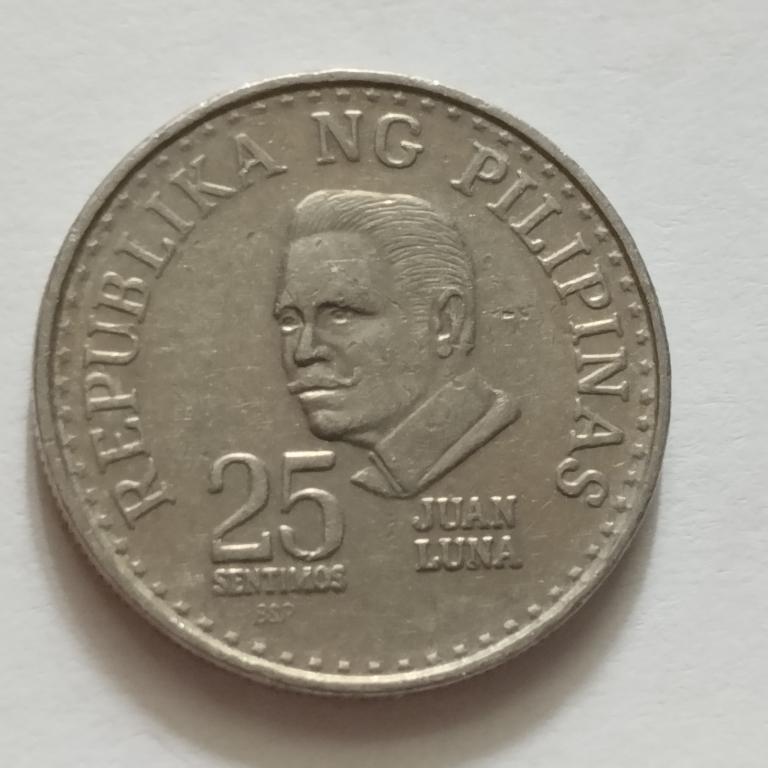 REPUBLIKA NG PILIPINAS
25
SENTIMOS
JUAN
LUNA
BSP